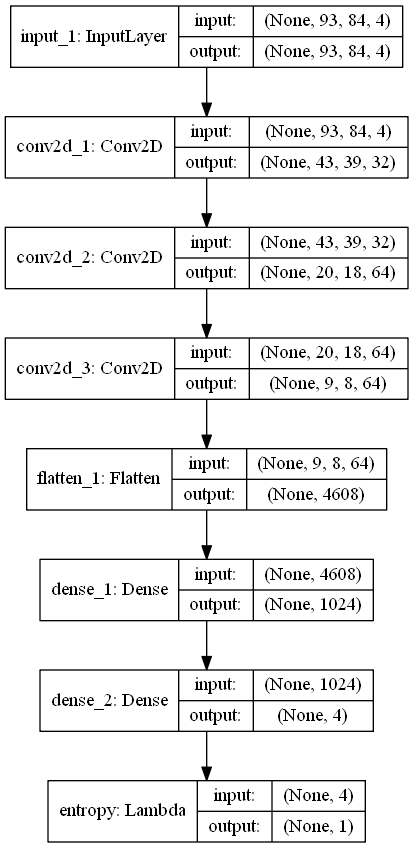 input_1: InputLayer
input: (None, 93, 84, 4)
output: (None, 93, 84, 4)
conv2d_1: Conv2D
input: (None, 93, 84, 4)
output: (None, 43, 39, 32)
conv2d_2: Conv2D
input: (None, 43, 39, 32)
output: (None, 20, 18, 64)
conv2d_3: Conv2D
input: (None, 20, 18, 64)
output: (None, 9, 8, 64)
flatten_1: Flatten
input: (None, 9, 8, 64)
output: (None, 4608)
dense_1: Dense
input: (None, 4608)
output: (None, 1024)
dense_2: Dense
input: (None, 1024)
output: (None, 4)
entropy: Lambda
input: (None, 4)
output: (None, 1)